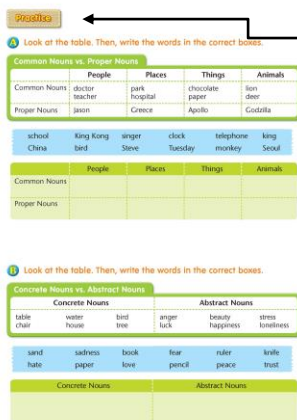 Practice
A Look at the table. Then, write the words in the correct boxes.
Common Nouns vs. Proper Nouns
People Places Things Animals
Common Nouns doctor park chocolate lion
teacher hospital paper deer
Proper Nouns Jason Greece Apollo Godzilla
school King Kong singer clock telephone king
China bird Steve Tuesday monkey Seoul
People Places Things Animals
Common Nouns
Proper Nouns
B Look at the table. Then, write the words in the correct boxes.
Concrete Nouns vs. Abstract Nouns
Concrete Nouns Abstract Nouns
table water bird anger beauty stress
chair house tree luck happiness loneliness
sand sadness book fear ruler knife
hate paper love pencil peace trust
Concrete Nouns Abstract Nouns